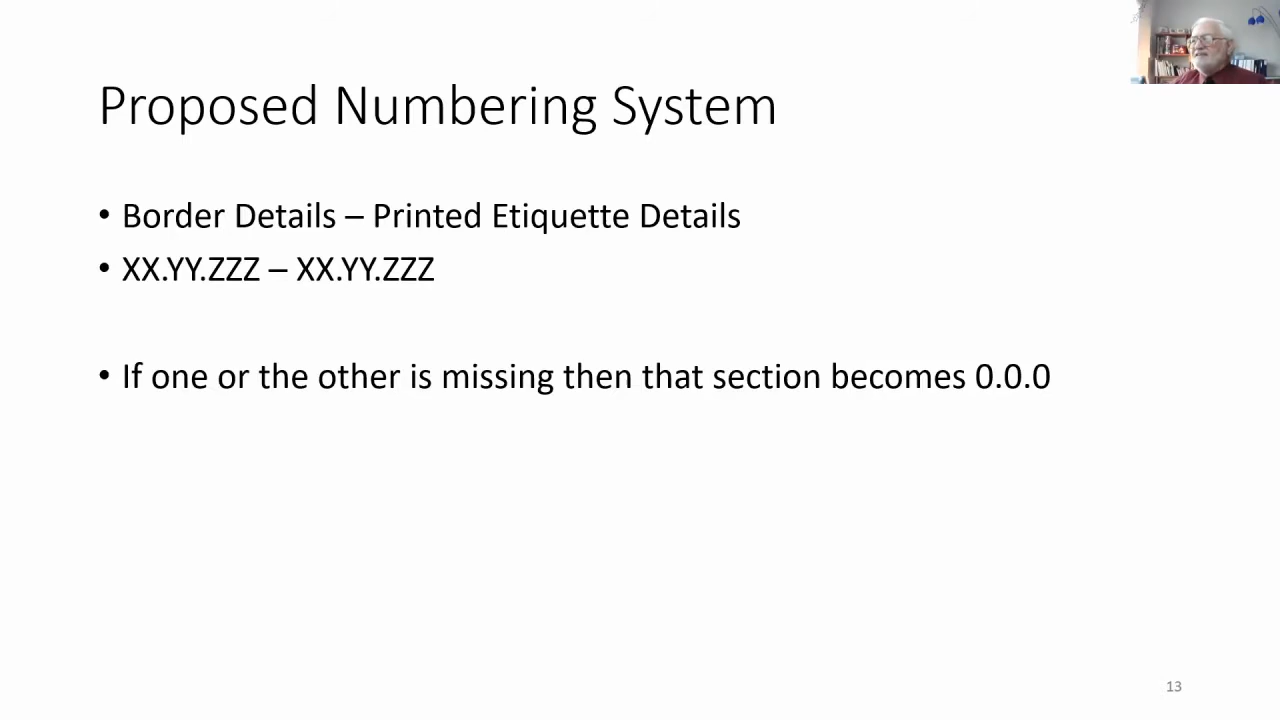 Proposed Numbering System
• Border Details – Printed Etiquette Details
• XX.YY.ZZZ – XX.YY.ZZZ
• If one or the other is missing then that section becomes 0.0.0
13